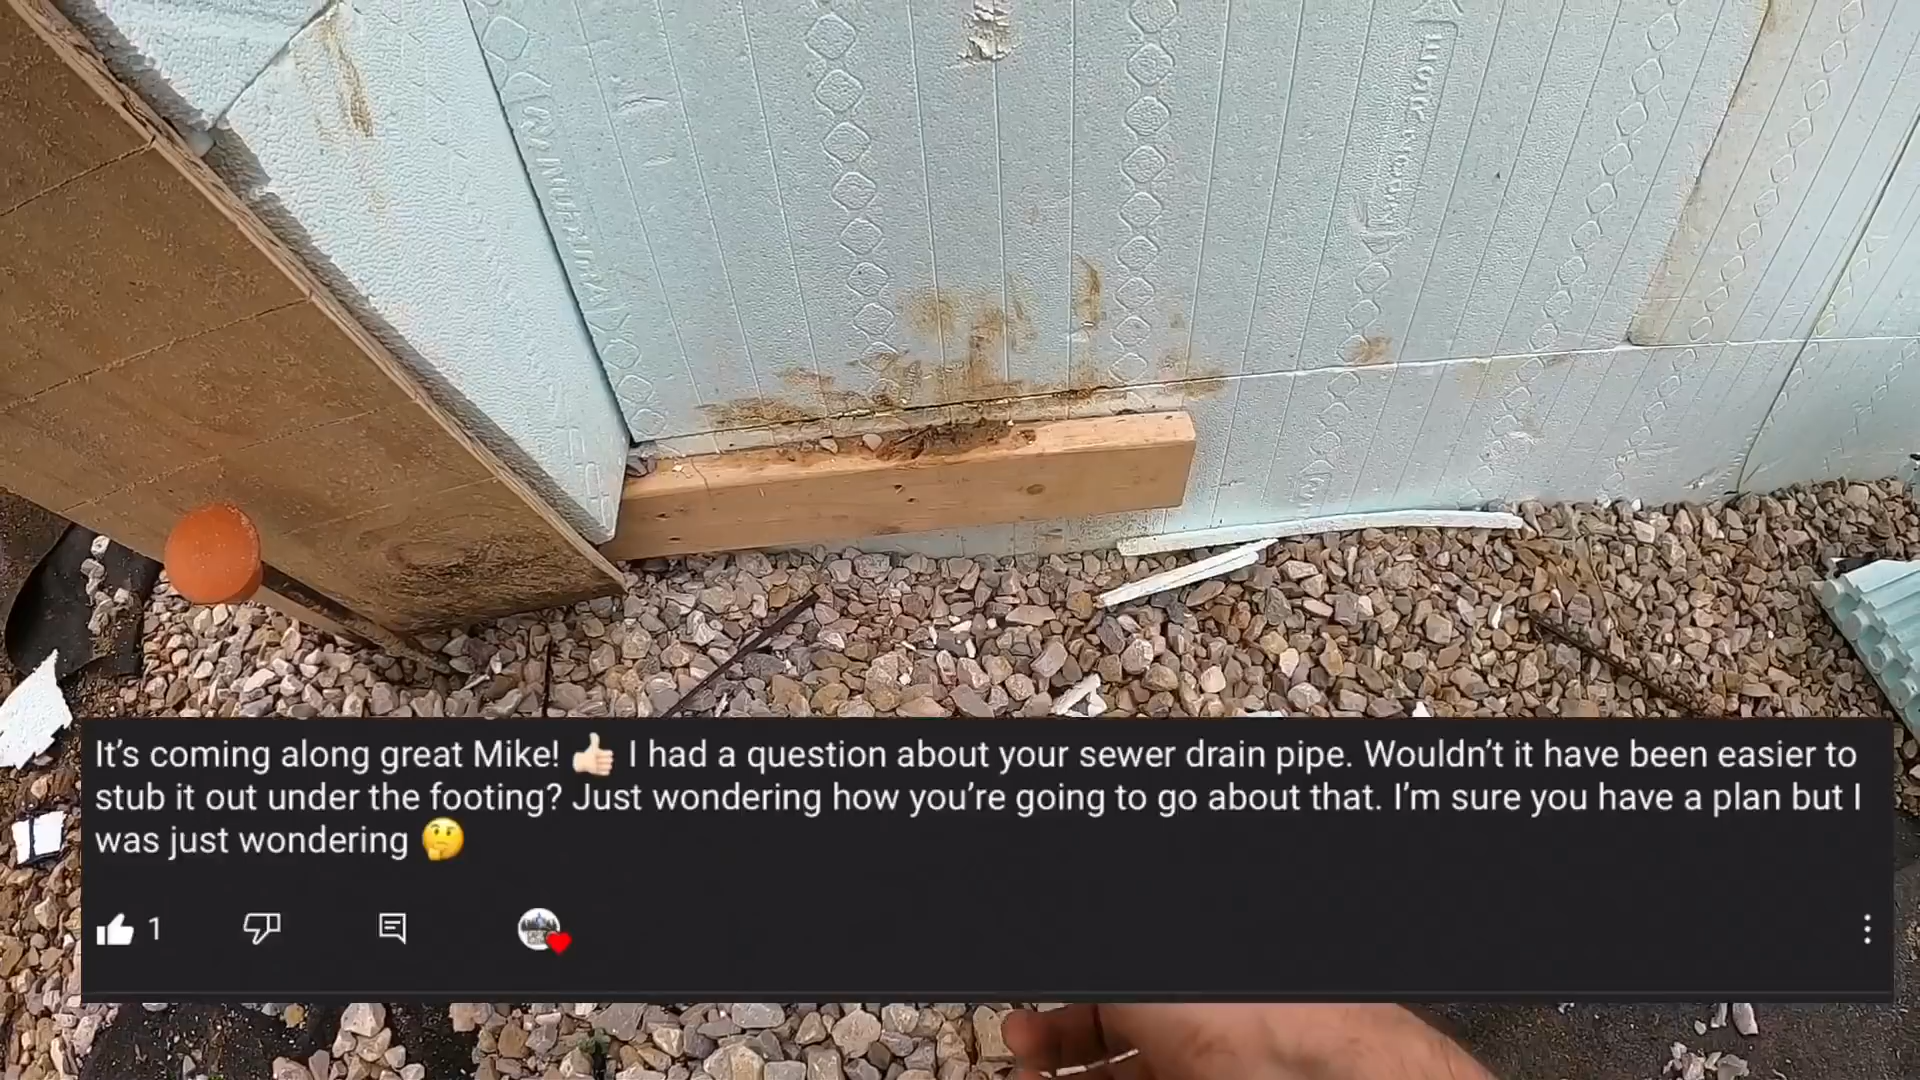 It’s coming along great Mike! 👍🏻 I had a question about your sewer drain pipe. Wouldn’t it have been easier to
stub it out under the footing? Just wondering how you’re going to go about that. I’m sure you have a plan but I
was just wondering 🤔
1